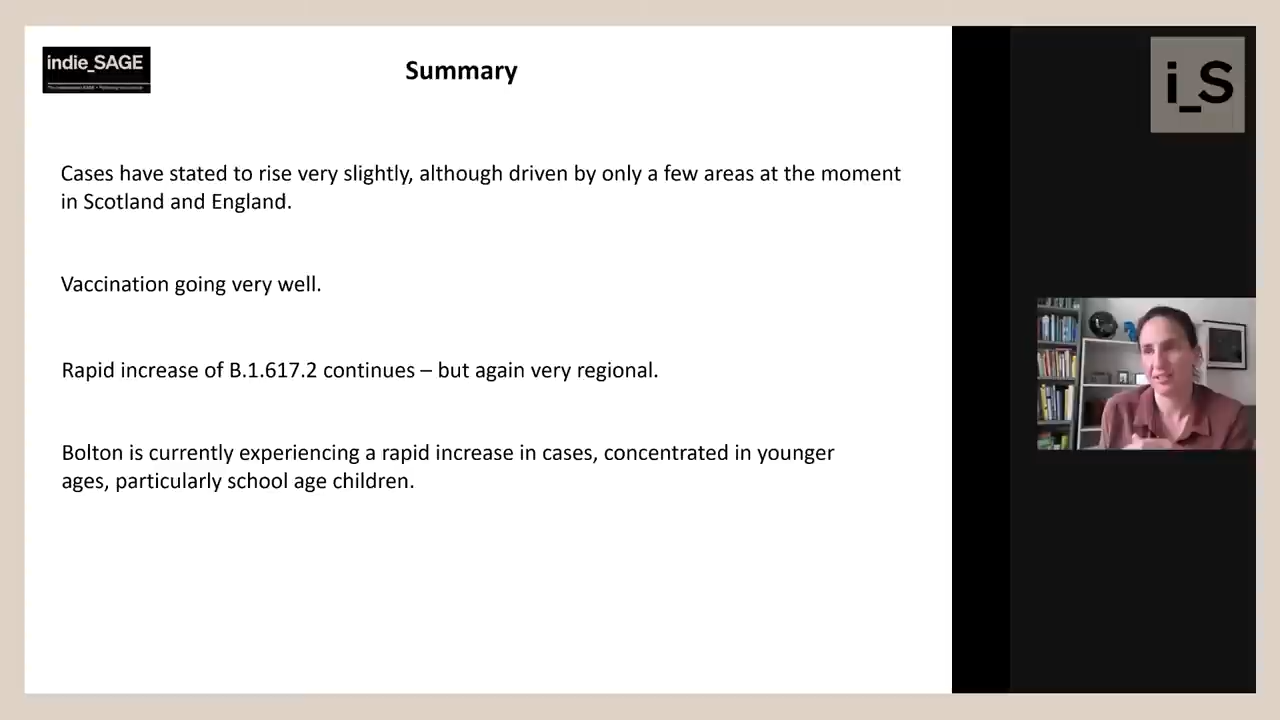 indie_SAGE
Summary
i_S
Cases have stated to rise very slightly, although driven by only a few areas at the moment
in Scotland and England.
Vaccination going very well.
Rapid increase of B.1.617.2 continues – but again very regional.
Bolton is currently experiencing a rapid increase in cases, concentrated in younger
ages, particularly school age children.